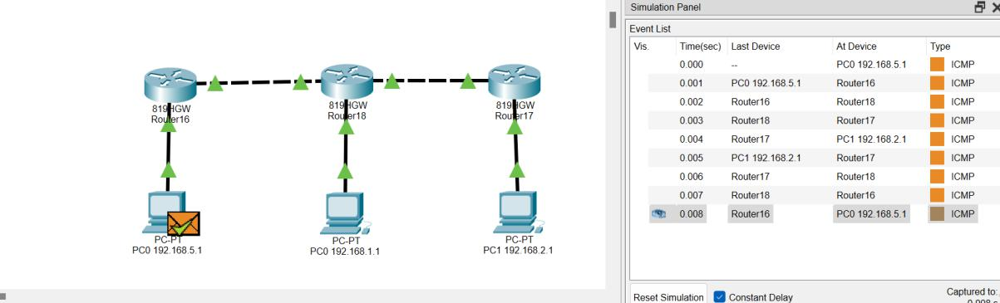 819HGW
Router16
819HGW
Router18
819HGW
Router17
PC-PT
PC0 192.168.5.1
PC-PT
PC0 192.168.1.1
PC-PT
PC1 192.168.2.1
Simulation Panel
Event List
Vis. Time(sec) Last Device At Device Type
0.000 -- PC0 192.168.5.1 ICMP
0.001 PC0 192.168.5.1 Router16 ICMP
0.002 Router16 Router18 ICMP
0.003 Router18 Router17 ICMP
0.004 Router17 PC1 192.168.2.1 ICMP
0.005 PC1 192.168.2.1 Router17 ICMP
0.006 Router17 Router18 ICMP
0.007 Router18 Router16 ICMP
0.008 Router16 PC0 192.168.5.1 ICMP
Reset Simulation Constant Delay Captured to:
0.008 s